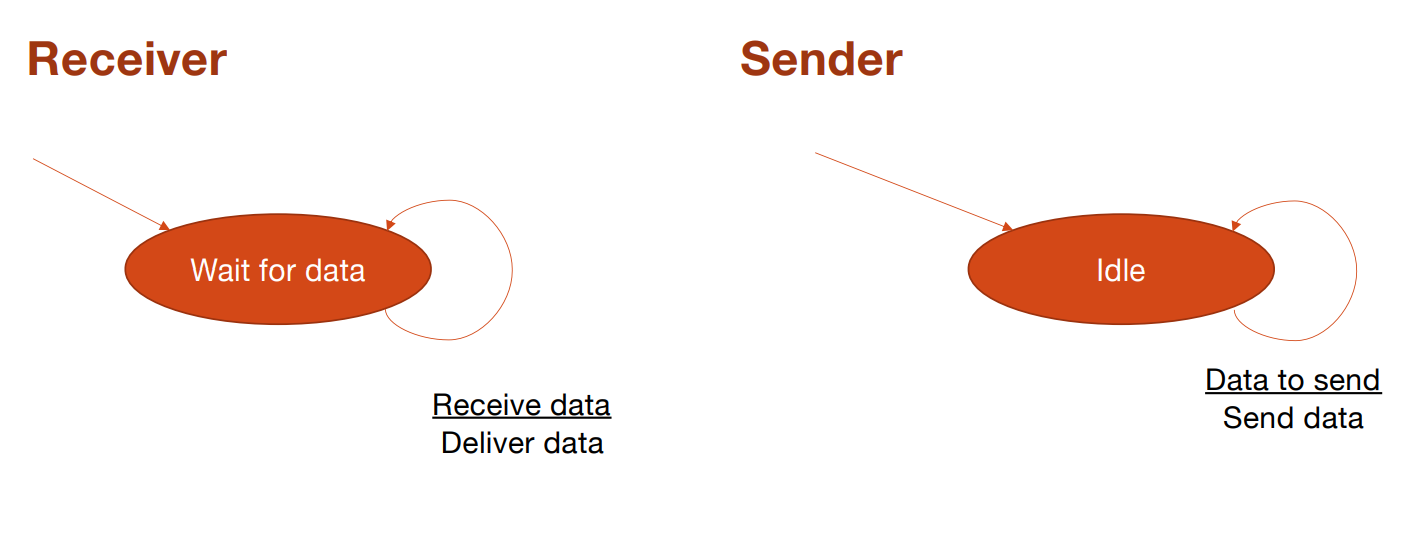 Receiver
Wait for data
Receive data
Deliver data
Sender
Idle
Data to send
Send data